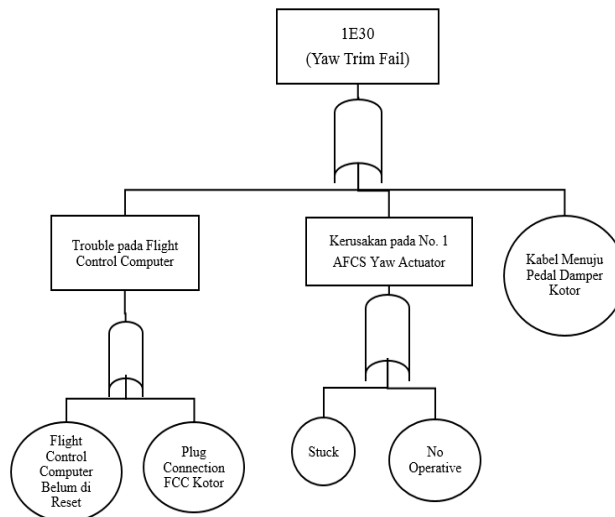 1E30
(Yaw Trim Fail)
Trouble pada Flight
Control Computer
Kerusakan pada No. 1
AFCS Yaw Actuator
Kabel Menuju
Pedal Damper
Kotor
Flight
Control
Computer
Belum di
Reset
Plug
Connection
FCC Kotor
Stuck
No
Operative